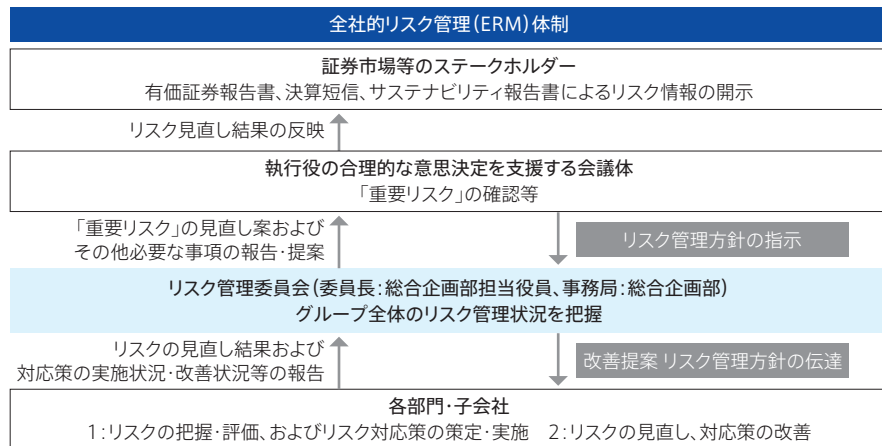 全社的リスク管理（ERM）体制
証券市場等のステークホルダー
有価証券報告書、決算短信、サステナビリティ報告書によるリスク情報の開示
リスク見直し結果の反映
執行役の合理的な意思決定を支援する会議体
「重要リスク」の確認等
「重要リスク」の見直し案および
その他必要な事項の報告・提案
リスク管理方針の指示
リスク管理委員会（委員長：総合企画部担当役員、事務局：総合企画部）
グループ全体のリスク管理状況を把握
リスクの見直し結果および
対応策の実施状況・改善状況等の報告
改善提案 リスク管理方針の伝達
各部門・子会社
1：リスクの把握・評価、およびリスク対応策の策定・実施　2：リスクの見直し、対応策の改善